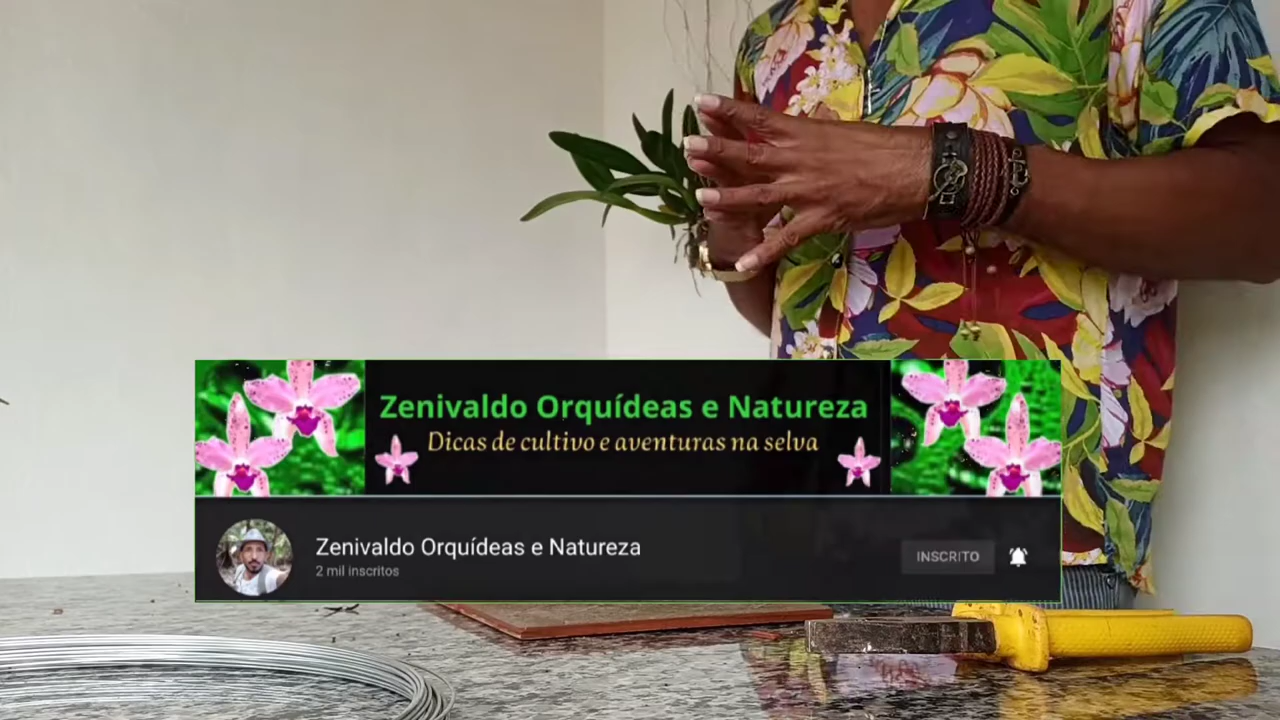 Zenivaldo Orquídeas e Natureza
Dicas de cultivo e aventuras na selva
Zenivaldo Orquídeas e Natureza
2 mil inscritos
INSCRITO